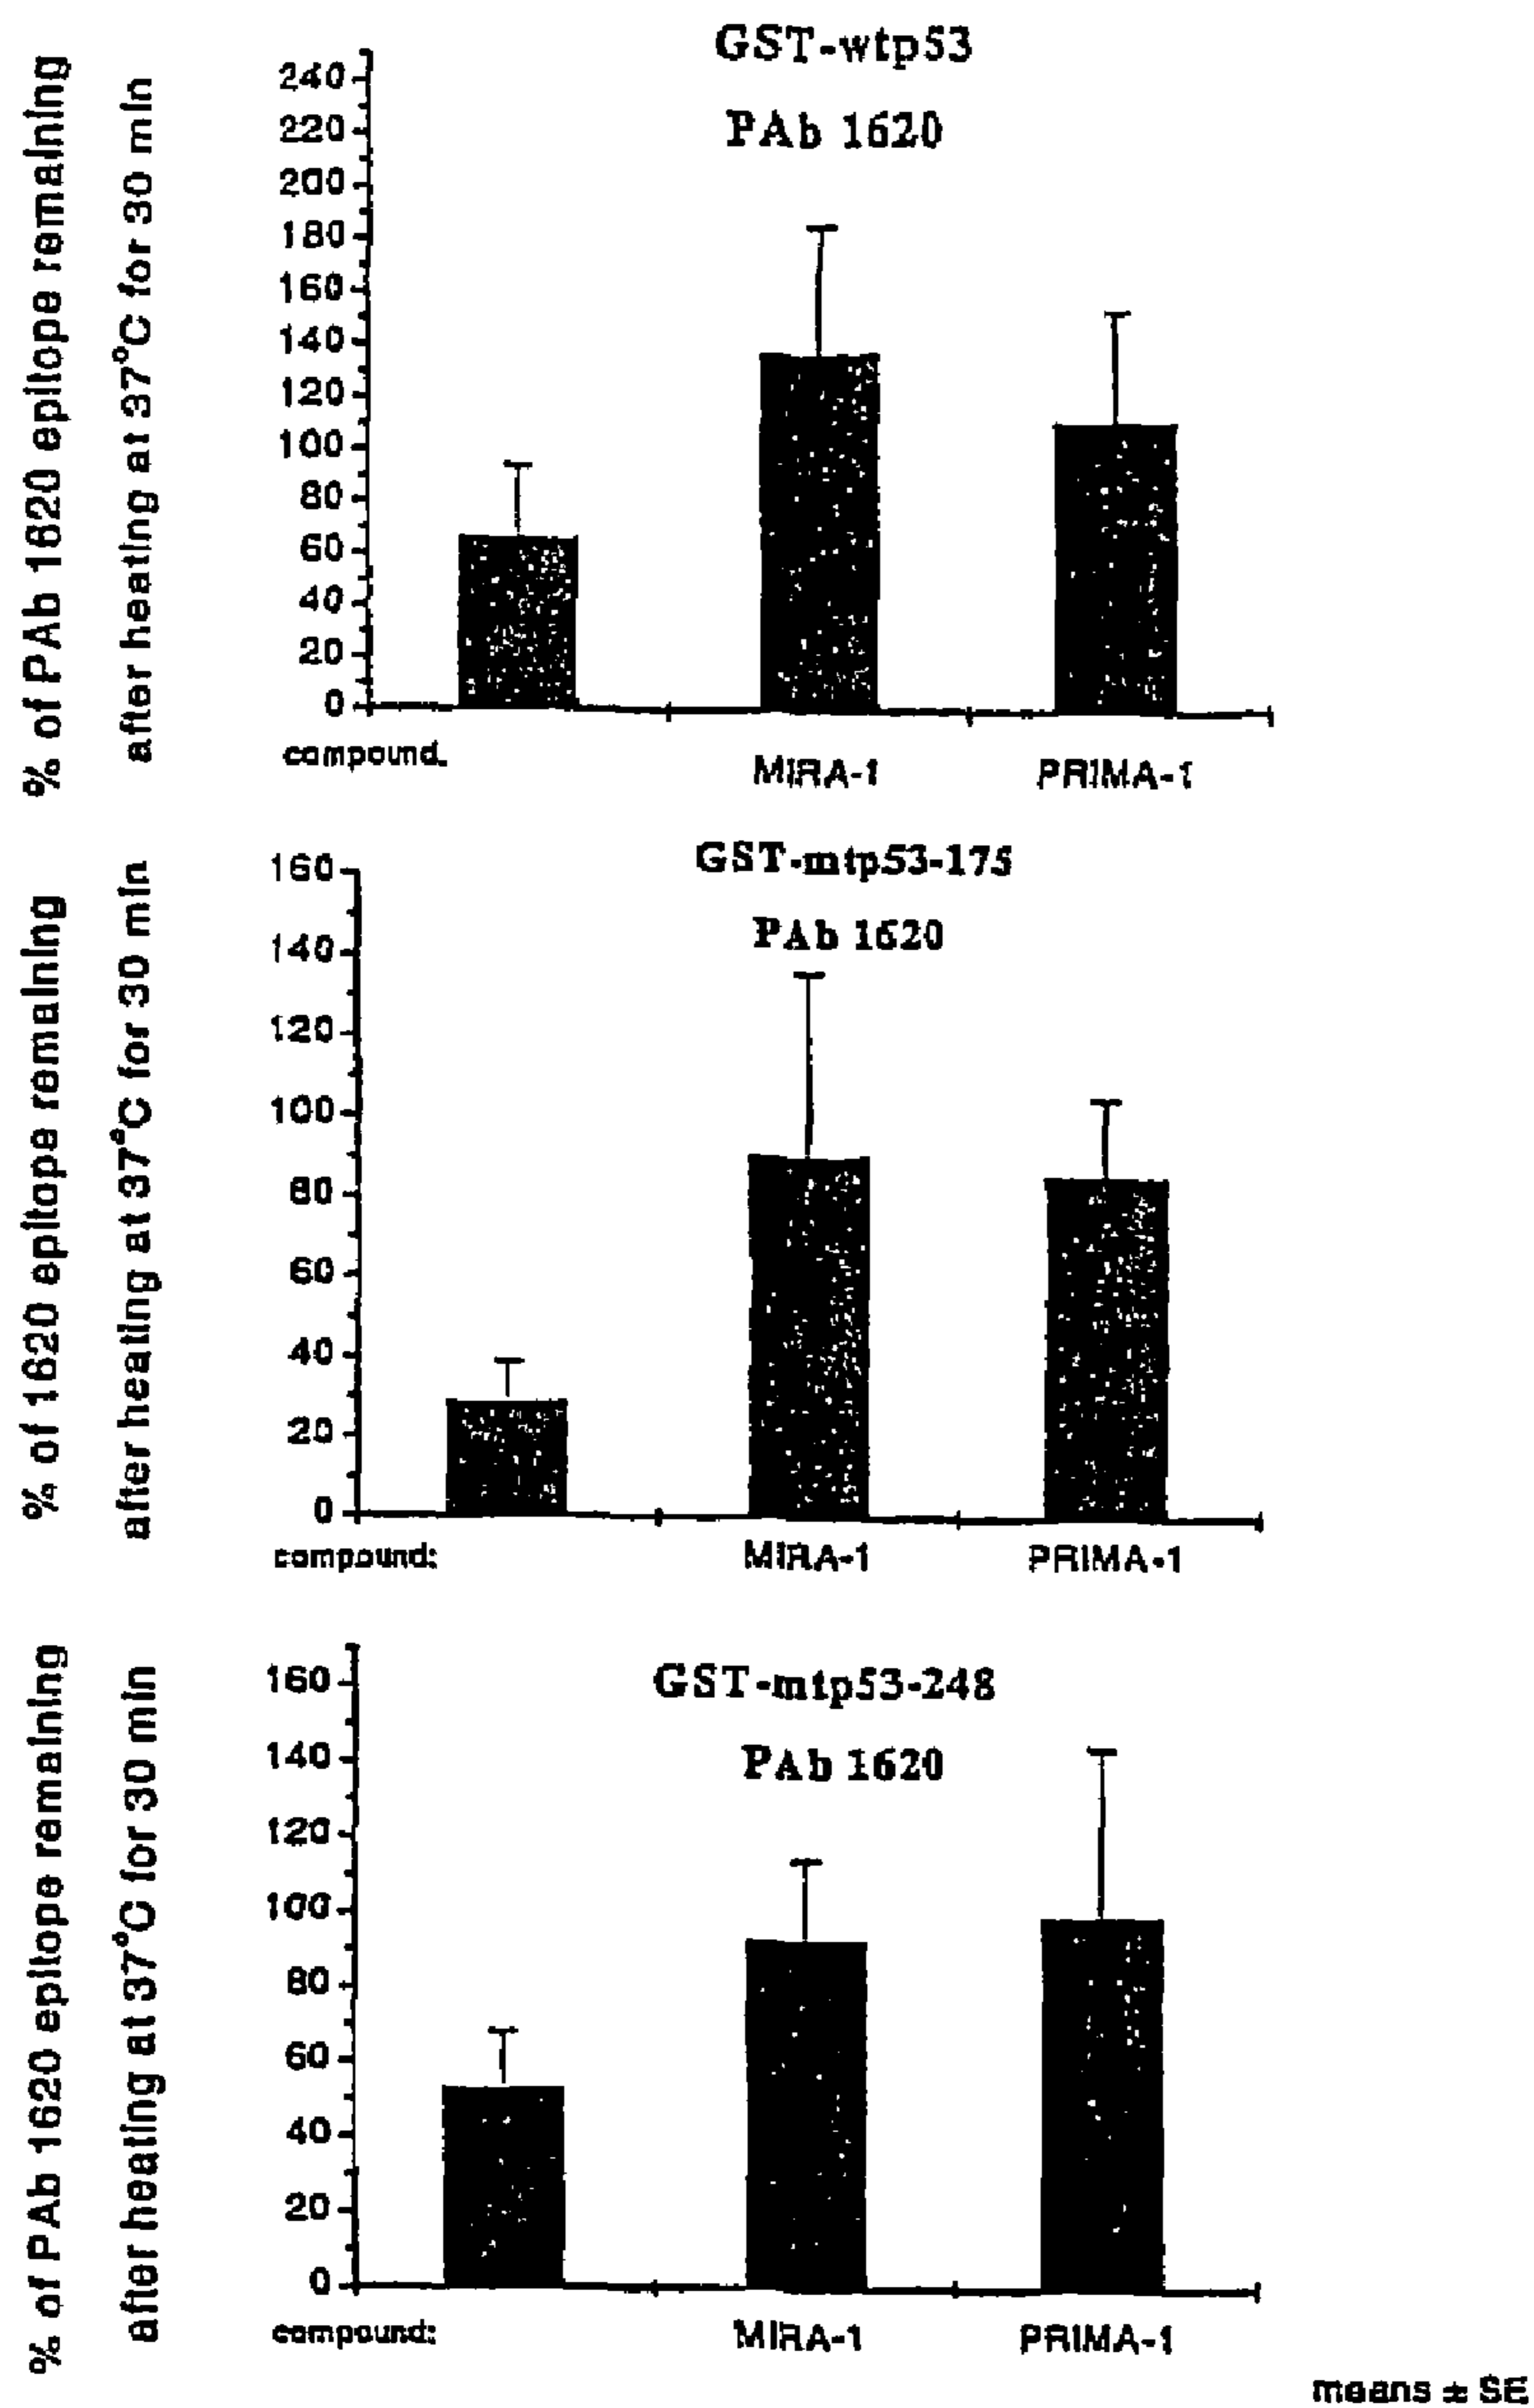 GST-wtp53
PAb 1620
% of PAb 1620 epitope remaining
after heating at 37°C for 30 min
240
220
200
180
160
140
120
100
80
60
40
20
0
compound.
MIRA-1
PRIMA-1
GST-mtp53-175
PAb 1620
% of 1620 epitope remaining
after heating at 37°C for 30 min
160
140
120
100
80
60
40
20
0
compound:
MIRA-1
PRIMA-1
GST-mtp53-248
PAb 1620
% of PAb 1620 epitope remaining
after heating at 37°C for 30 min
160
140
120
100
80
60
40
20
0
compound:
MIRA-1
PRIMA-1
means ± SE